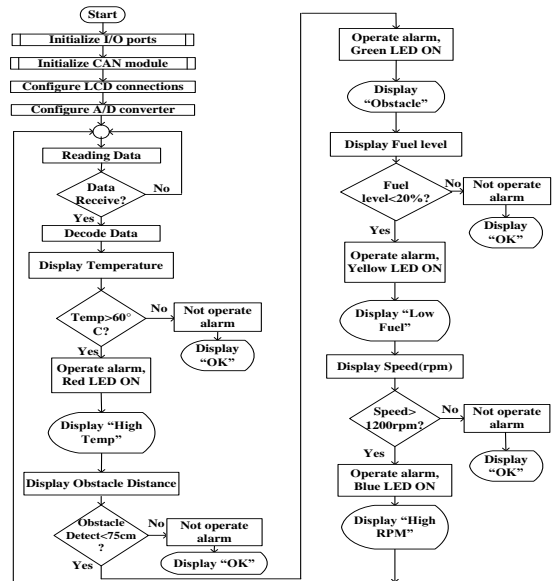 Start
Initialize I/O ports
Initialize CAN module
Configure LCD connections
Configure A/D converter
Reading Data
Data
Receive?
No
Yes
Decode Data
Display Temperature
Temp>60°
C?
No
Not operate
alarm
Display
“OK”
Yes
Operate alarm,
Red LED ON
Display “High
Temp”
Display Obstacle Distance
Obstacle
Detect<75cm
?
No
Not operate
alarm
Display “OK”
Yes
Operate alarm,
Green LED ON
Display
“Obstacle”
Display Fuel level
Fuel
level<20%?
No
Not operate
alarm
Display
“OK”
Yes
Operate alarm,
Yellow LED ON
Display “Low
Fuel”
Display Speed(rpm)
Speed>
1200rpm?
No
Not operate
alarm
Display
“OK”
Yes
Operate alarm,
Blue LED ON
Display “High
RPM”